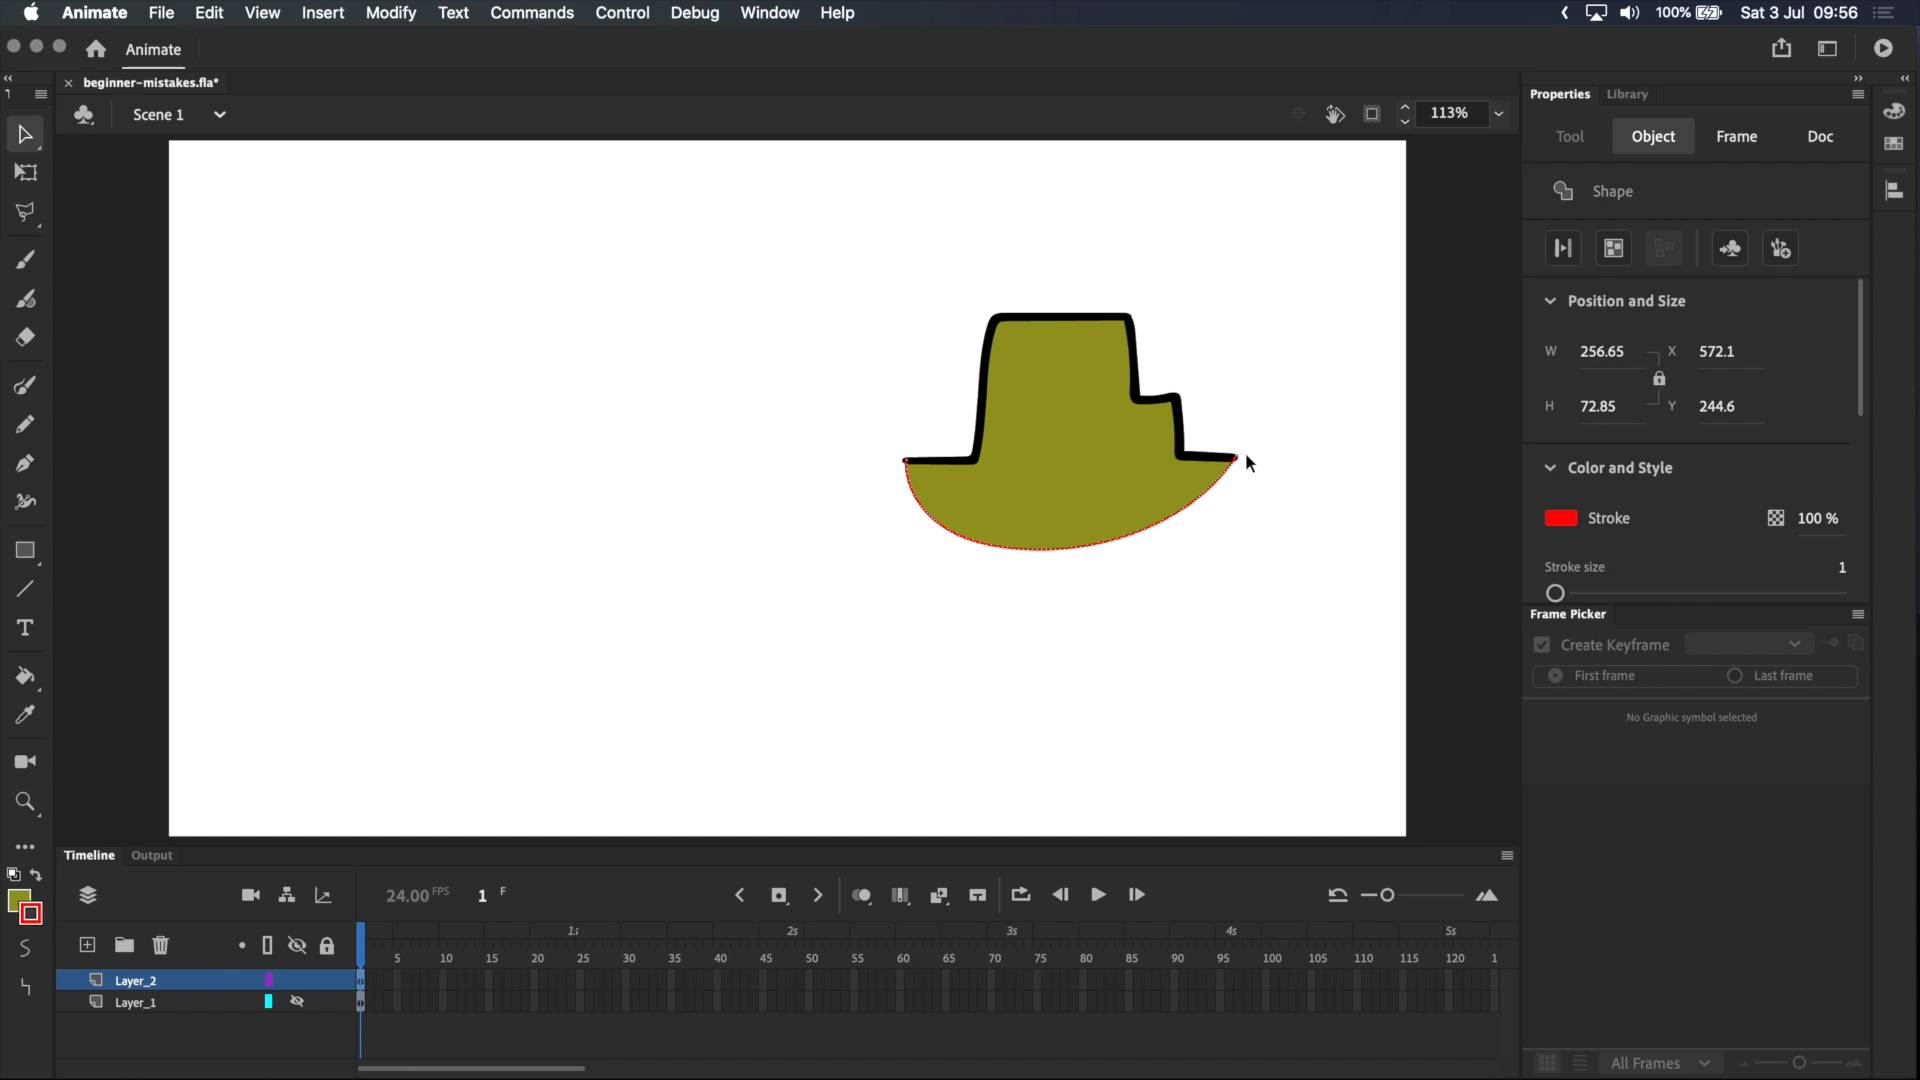 Animate File Edit View Insert Modify Text Commands Control Debug Window Help 100% Sat 3 Jul 09:56
Animate
beginner-mistakes.fla*
Scene 1 113%
Properties Library
Tool Object Frame Doc
Shape
Position and Size
W 256.65 X 572.1
H 72.85 Y 244.6
Color and Style
Stroke 100 %
Stroke size 1
Frame Picker
Create Keyframe
First frame Last frame
No Graphic symbol selected
All Frames
Timeline Output
24.00 FPS 1 F
1s 2s 3s 4s 5s
5 10 15 20 25 30 35 40 45 50 55 60 65 70 75 80 85 90 95 100 105 110 115 120 1
Layer_2
Layer_1